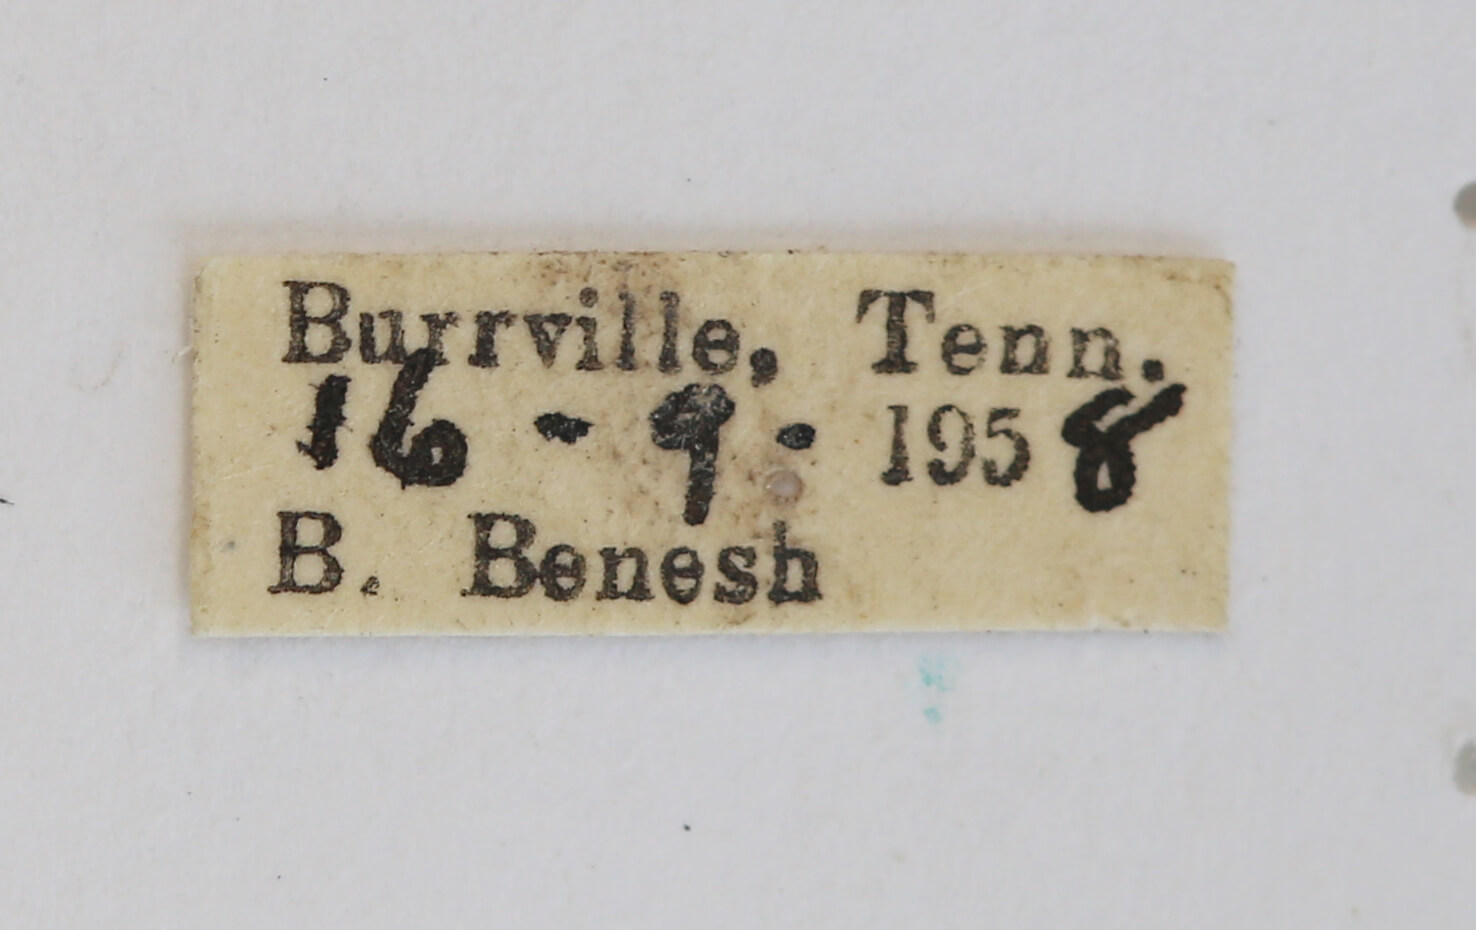 Burrville, Tenn.
16 - 9 - 1958
B. Benesh